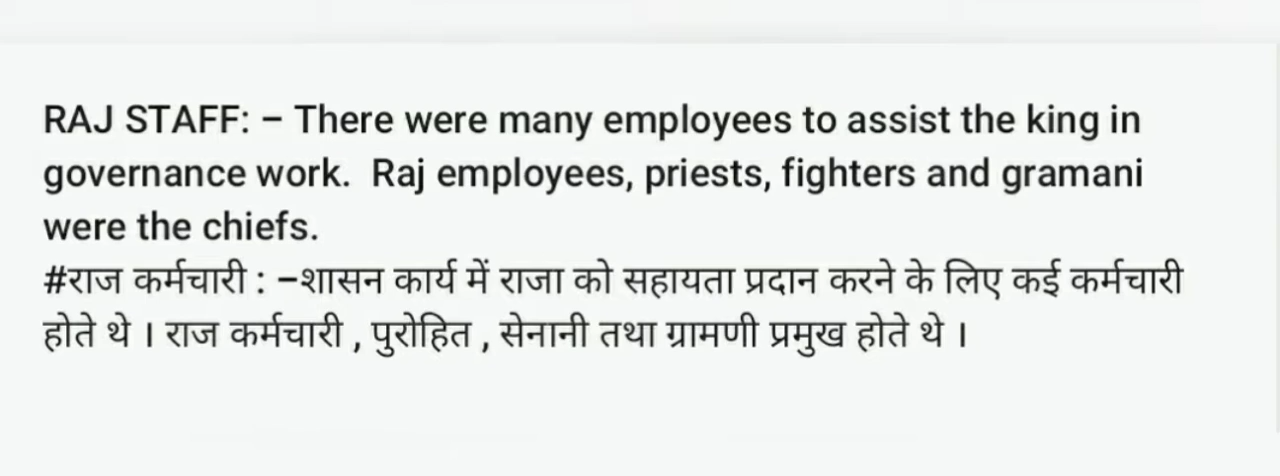 RAJ STAFF: – There were many employees to assist the king in
governance work.  Raj employees, priests, fighters and gramani
were the chiefs.
#राज कर्मचारी : –शासन कार्य में राजा को सहायता प्रदान करने के लिए कई कर्मचारी
होते थे । राज कर्मचारी , पुरोहित , सेनानी तथा ग्रामणी प्रमुख होते थे ।